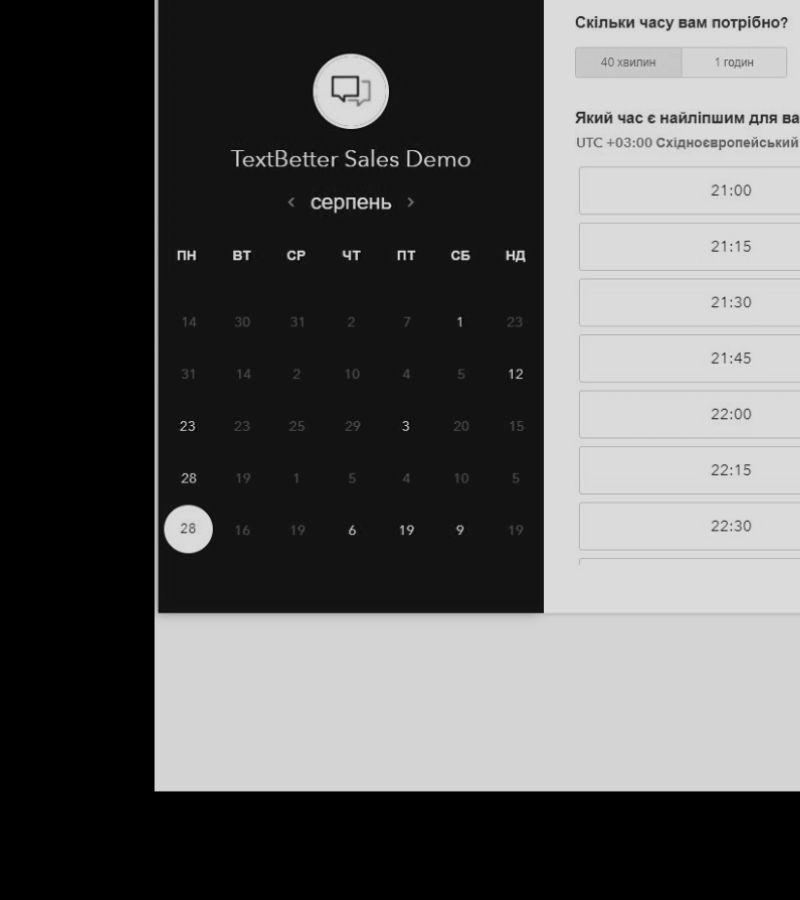 TextBetter Sales Demo
‹ серпень ›
ПН ВТ СР ЧТ ПТ СБ НД
14 30 31 2 7 1 23
31 14 2 10 4 5 12
23 23 25 29 3 20 15
28 19 1 5 4 10 5
28 16 19 6 19 9 19
Скільки часу вам потрібно?
40 хвилин 1 годин
Який час є найліпшим для ва
UTC +03:00 Східноєвропейський
21:00
21:15
21:30
21:45
22:00
22:15
22:30